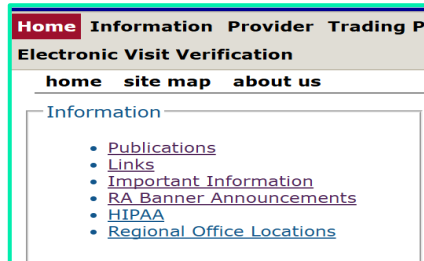 Home Information Provider Trading P
Electronic Visit Verification
home site map about us
Information
Publications
Links
Important Information
RA Banner Announcements
HIPAA
Regional Office Locations